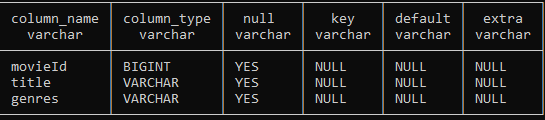 column_name column_type null key default extra
varchar varchar varchar varchar varchar varchar
movieId BIGINT YES NULL NULL NULL
title VARCHAR YES NULL NULL NULL
genres VARCHAR YES NULL NULL NULL